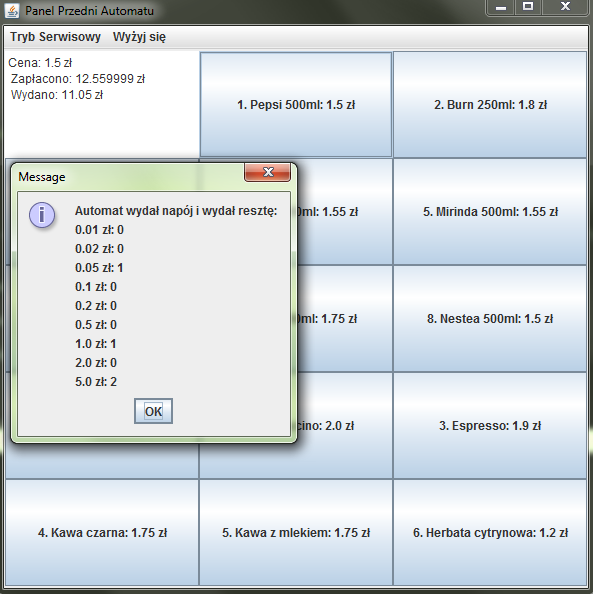 Panel Przedni Automatu
Tryb Serwisowy Wyżyj się
Cena: 1.5 zł
Zapłacono: 12.559999 zł
Wydano: 11.05 zł
1. Pepsi 500ml: 1.5 zł
2. Burn 250ml: 1.8 zł
Message
Automat wydał napój i wydał resztę:
0.01 zł: 0
0.02 zł: 0
0.05 zł: 1
0.1 zł: 0
0.2 zł: 0
0.5 zł: 0
1.0 zł: 1
2.0 zł: 0
5.0 zł: 2
OK
0ml: 1.55 zł
5. Mirinda 500ml: 1.55 zł
ml: 1.75 zł
8. Nestea 500ml: 1.5 zł
cino: 2.0 zł
3. Espresso: 1.9 zł
4. Kawa czarna: 1.75 zł
5. Kawa z mlekiem: 1.75 zł
6. Herbata cytrynowa: 1.2 zł